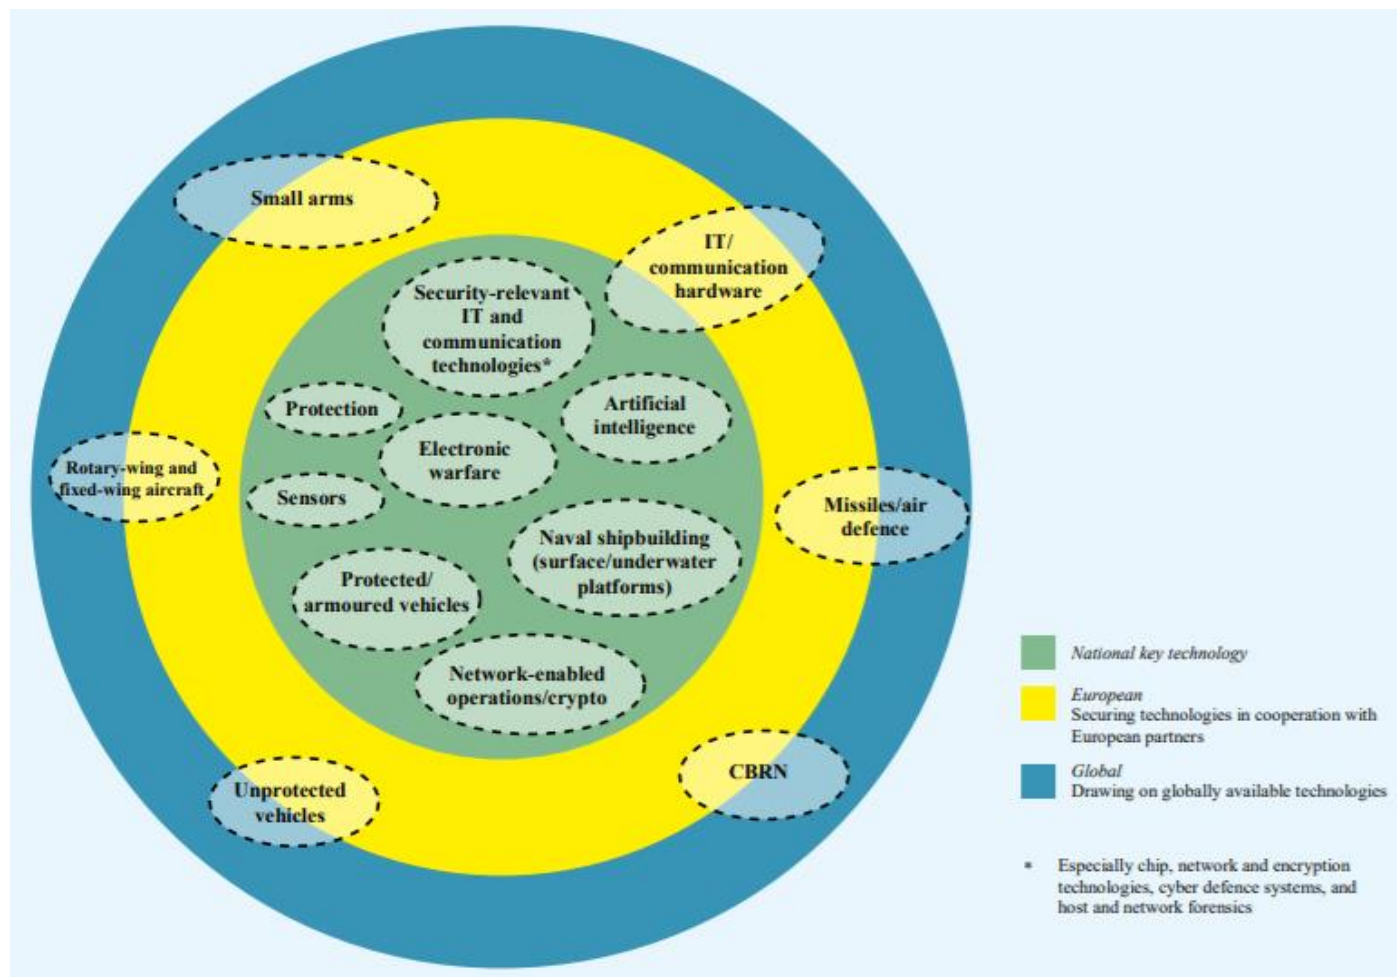 Small arms
IT/
communication
hardware
Security-relevant
IT and
communication
technologies*
Protection
Artificial
intelligence
Electronic
warfare
Rotary-wing and
fixed-wing aircraft
Sensors
Missiles/air
defence
Naval shipbuilding
(surface/underwater
platforms)
Protected/
armoured vehicles
Network-enabled
operations/crypto
Unprotected
vehicles
CBRN
National key technology
European
Securing technologies in cooperation with
European partners
Global
Drawing on globally available technologies
* Especially chip, network and encryption
technologies, cyber defence systems, and
host and network forensics